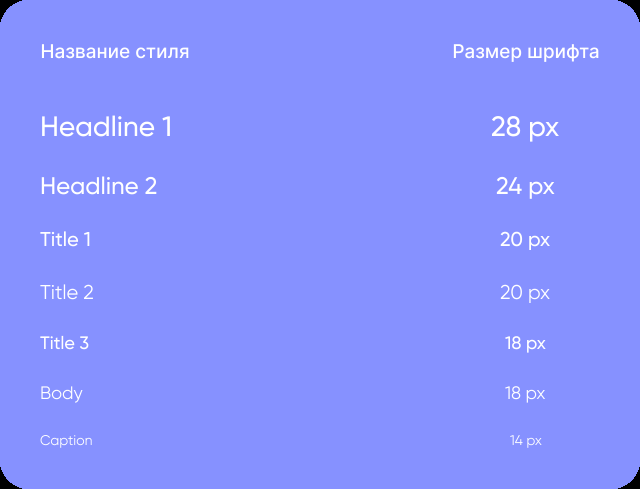 Название стиля Размер шрифта
Headline 1 28 px
Headline 2 24 px
Title 1 20 px
Title 2 20 px
Title 3 18 px
Body 18 px
Caption 14 px